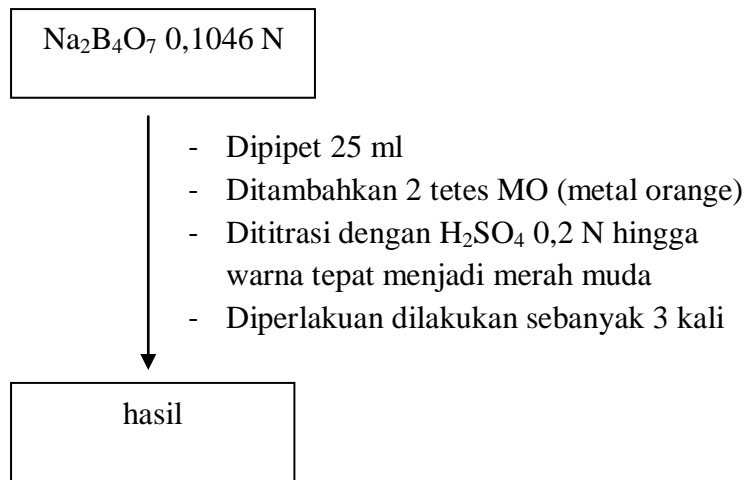 Na₂B₄O₇ 0,1046 N
- Dipipet 25 ml
- Ditambahkan 2 tetes MO (metal orange)
- Dititrasi dengan H₂SO₄ 0,2 N hingga
warna tepat menjadi merah muda
- Diperlakuan dilakukan sebanyak 3 kali
hasil